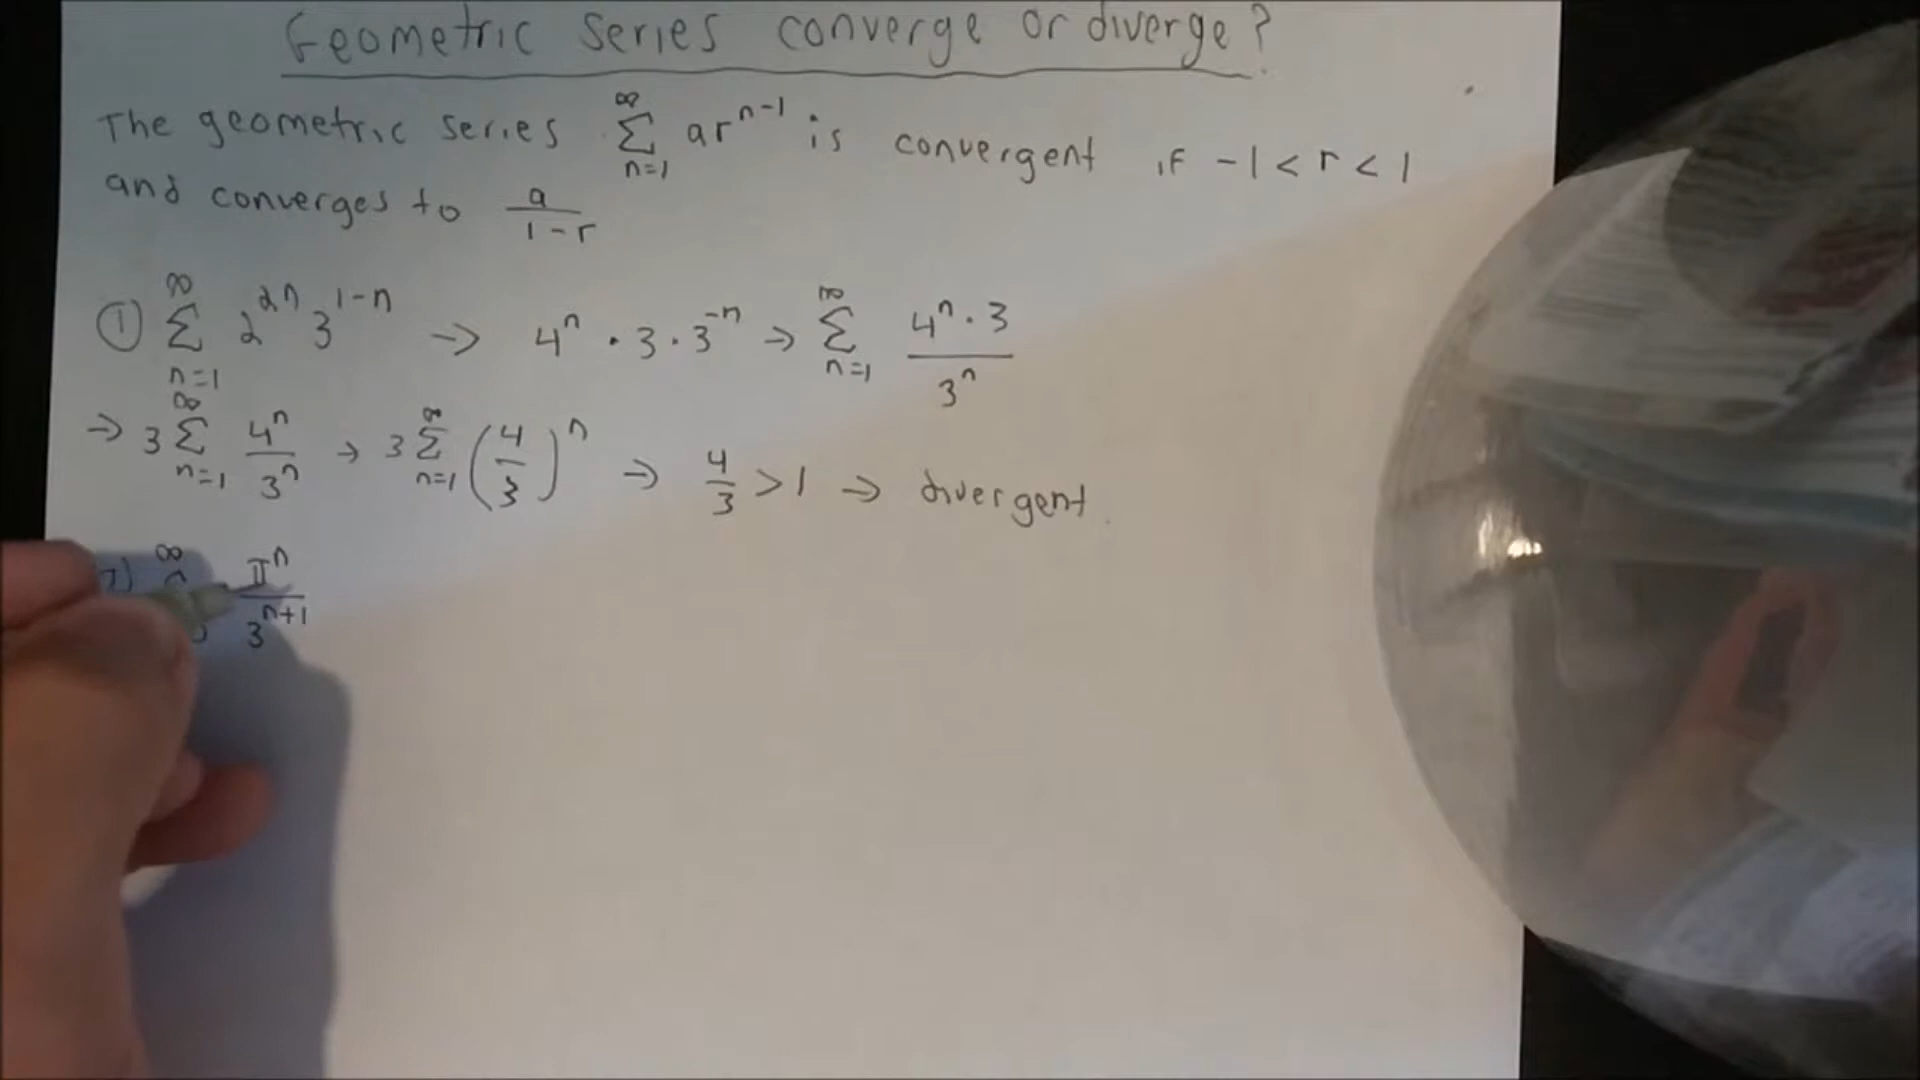 Geometric series converge or diverge?
The geometric series ∞ Σ n=1 ar^n-1 is convergent if -1 < r < 1
and converges to a/1-r
① ∞ Σ n=1 2^2n 3^1-n → 4^n · 3 · 3^-n → ∞ Σ n=1 4^n · 3/3^n
→ 3 ∞ Σ n=1 4^n/3^n → 3 ∞ Σ n=1 (4/3)^n → 4/3 > 1 → divergent
∞ π^n/3^n+1